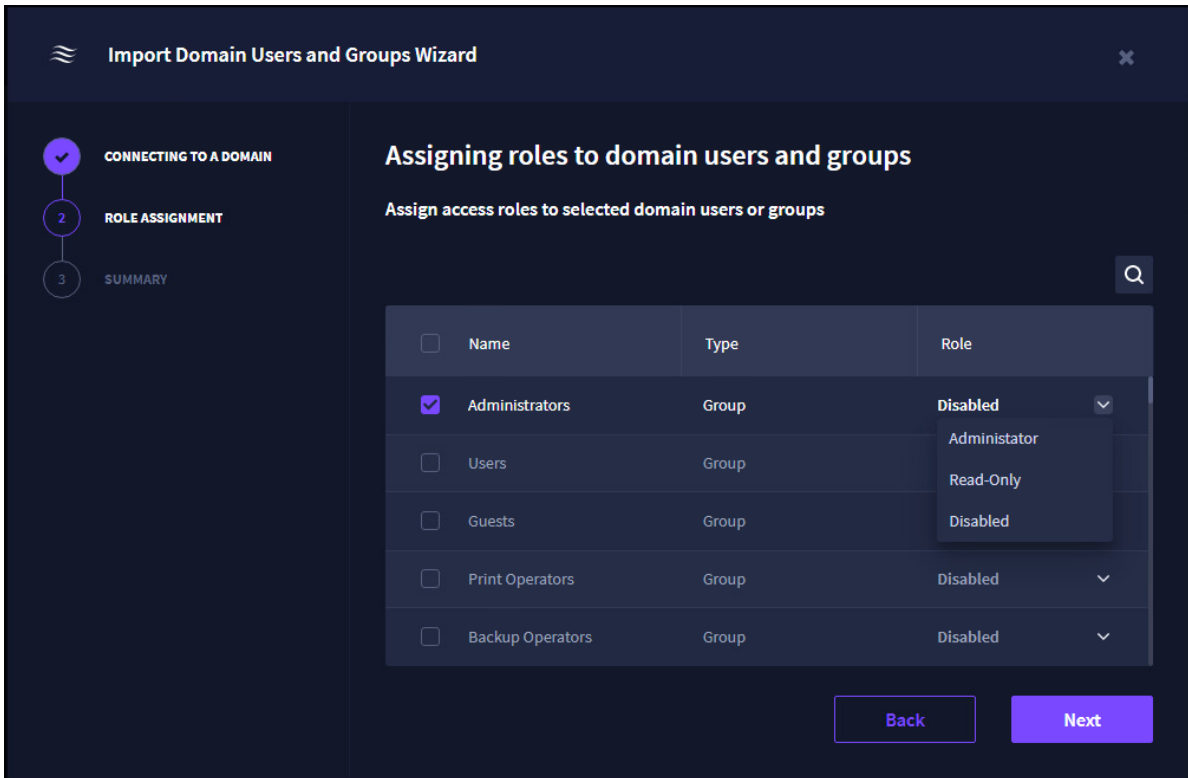 Import Domain Users and Groups Wizard
CONNECTING TO A DOMAIN
2 ROLE ASSIGNMENT
3 SUMMARY
Assigning roles to domain users and groups
Assign access roles to selected domain users or groups
Name Type Role
Administrators Group Disabled
Administator
Read-Only
Disabled
Users Group
Guests Group
Print Operators Group Disabled
Backup Operators Group Disabled
Back Next